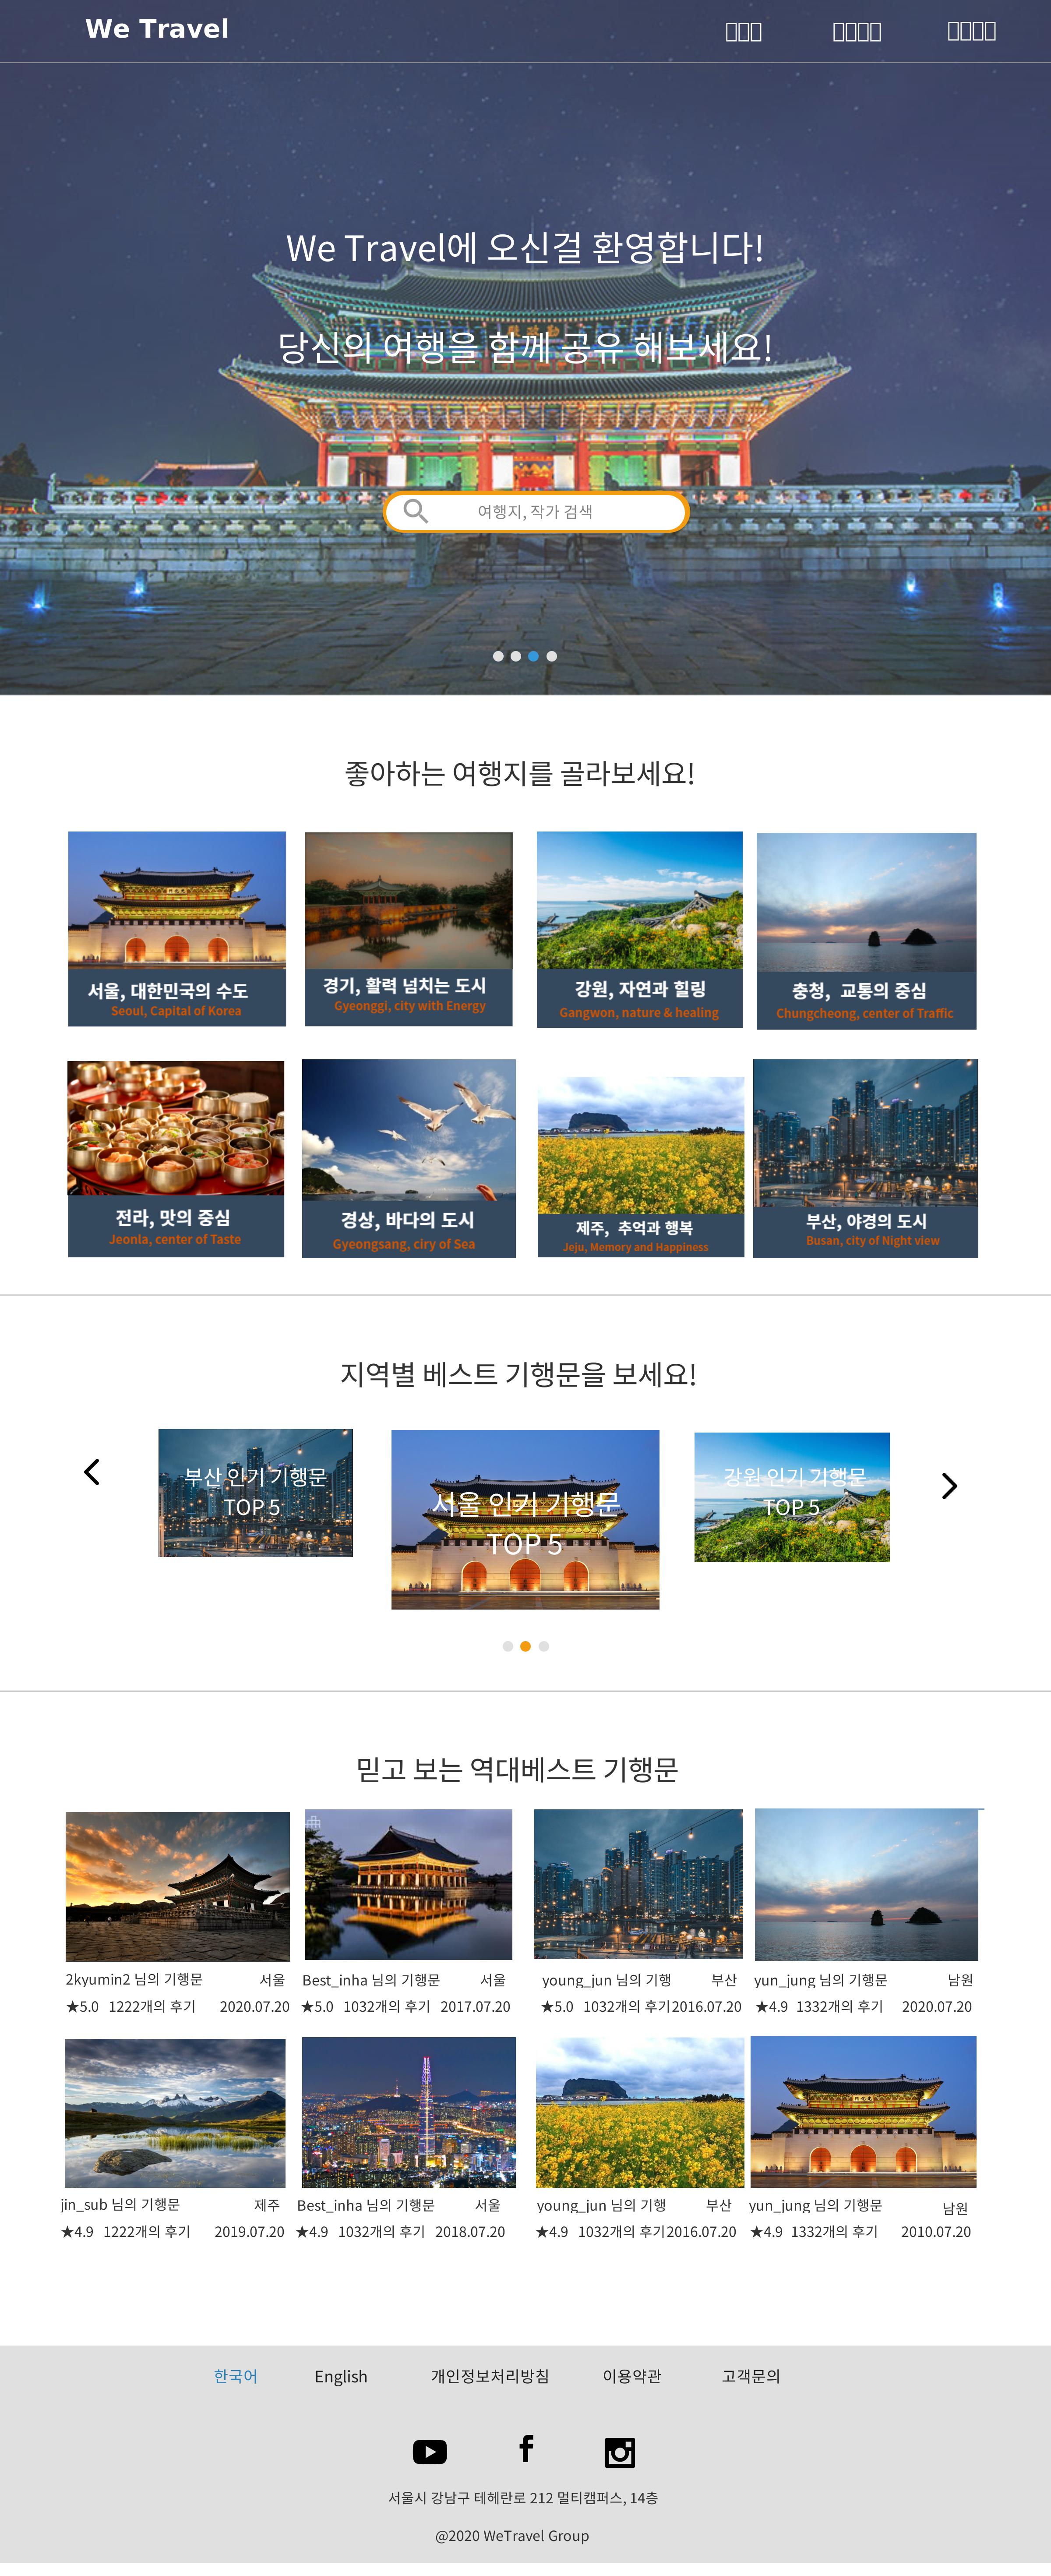 We Travel
We Travel에 오신걸 환영합니다!
당신의 여행을 함께 공유 해보세요!
여행지, 작가 검색
좋아하는 여행지를 골라보세요!
서울, 대한민국의 수도
Seoul, Capital of Korea
경기, 활력 넘치는 도시
Gyeonggi, city with Energy
강원, 자연과 힐링
Gangwon, nature & healing
충청, 교통의 중심
Chungcheong, center of Traffic
전라, 맛의 중심
Jeonla, center of Taste
경상, 바다의 도시
Gyeongsang, ciry of Sea
제주, 추억과 행복
Jeju, Memory and Happiness
부산, 야경의 도시
Busan, city of Night view
지역별 베스트 기행문을 보세요!
부산 인기 기행문
TOP 5
서울 인기 기행문
TOP 5
강원 인기 기행문
TOP 5
믿고 보는 역대베스트 기행문
2kyumin2 님의 기행문 서울
★5.0 1222개의 후기 2020.07.20
Best_inha 님의 기행문 서울
★5.0 1032개의 후기 2017.07.20
young_jun 님의 기행 부산
★5.0 1032개의 후기 2016.07.20
yun_jung 님의 기행문 남원
★4.9 1332개의 후기 2020.07.20
jin_sub 님의 기행문 제주
★4.9 1222개의 후기 2019.07.20
Best_inha 님의 기행문 서울
★4.9 1032개의 후기 2018.07.20
young_jun 님의 기행 부산
★4.9 1032개의 후기 2016.07.20
yun_jung 님의 기행문 남원
★4.9 1332개의 후기 2010.07.20
한국어 English 개인정보처리방침 이용약관 고객문의
서울시 강남구 테헤란로 212 멀티캠퍼스, 14층
@2020 WeTravel Group